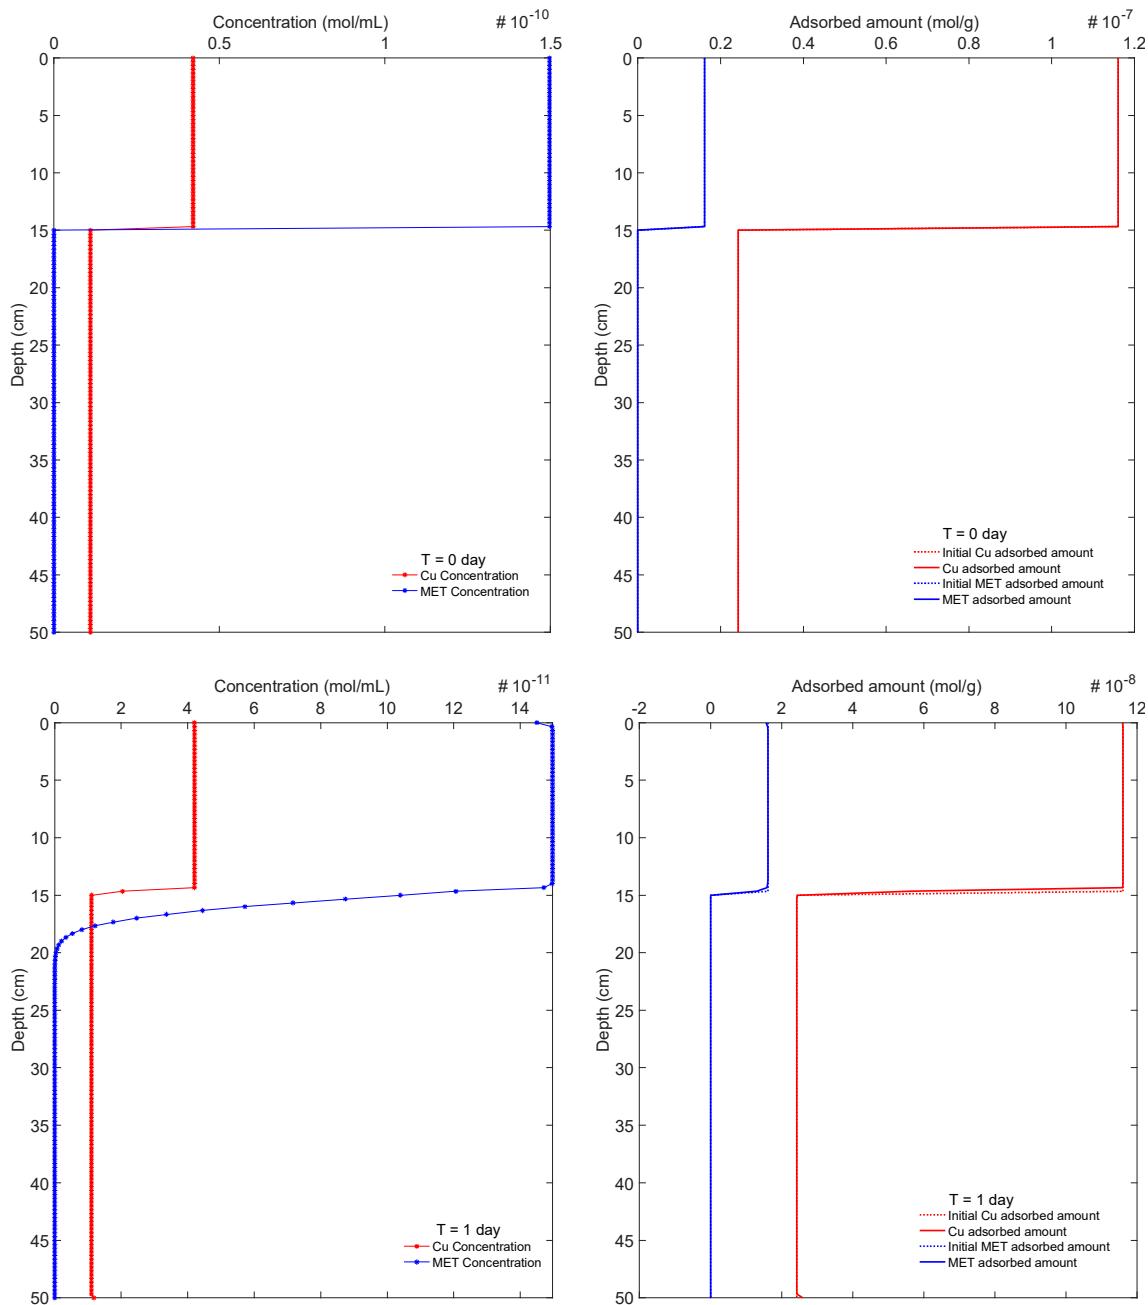 Concentration (mol/mL) # 10-10
0 0.5 1 1.5
0
5
10
15
20
25
30
35
40
45
50
Depth (cm)
T = 0 day
Cu Concentration
MET Concentration
Adsorbed amount (mol/g) # 10-7
0 0.2 0.4 0.6 0.8 1 1.2
0
5
10
15
20
25
30
35
40
45
50
Depth (cm)
T = 0 day
Initial Cu adsorbed amount
Cu adsorbed amount
Initial MET adsorbed amount
MET adsorbed amount
Concentration (mol/mL) # 10-11
0 2 4 6 8 10 12 14
0
5
10
15
20
25
30
35
40
45
50
Depth (cm)
T = 1 day
Cu Concentration
MET Concentration
Adsorbed amount (mol/g) # 10-8
-2 0 2 4 6 8 10 12
0
5
10
15
20
25
30
35
40
45
50
Depth (cm)
T = 1 day
Initial Cu adsorbed amount
Cu adsorbed amount
Initial MET adsorbed amount
MET adsorbed amount